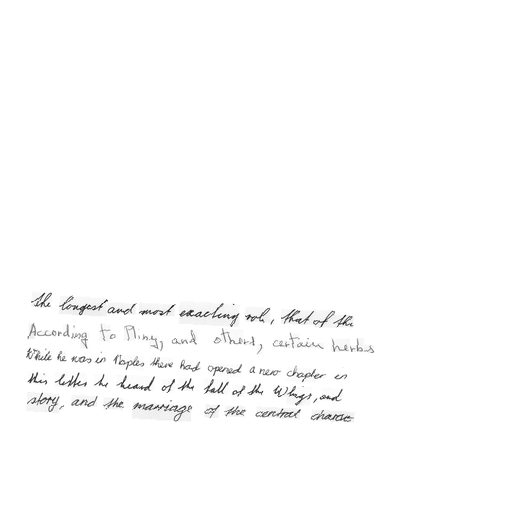 the longest and most exacting role, that of the
According to Pliny, and others, certain herbs
While he was in Naples there had opened a new chapter in
this letter he heard of the fall of the Whigs, and
story, and the marriage of the central charac